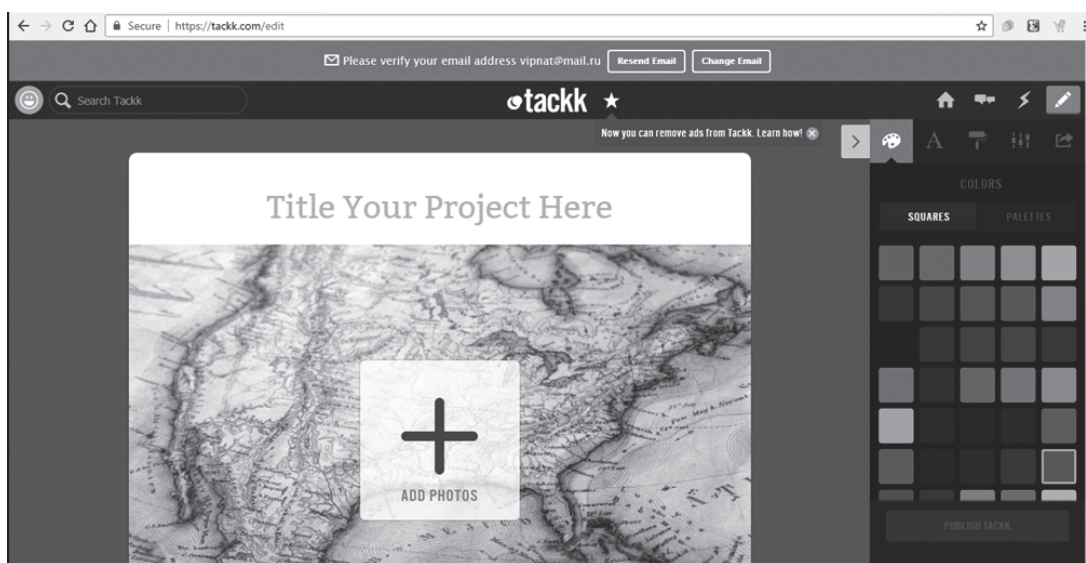 Secure | https://tackk.com/edit
Please verify your email address vipnat@mail.ru Resend Email Change Email
Search Tackk tackk
Now you can remove ads from Tackk. Learn how!
A
COLORS
SQUARES PALETTES
Title Your Project Here
ADD PHOTOS
PUBLISH TACKK